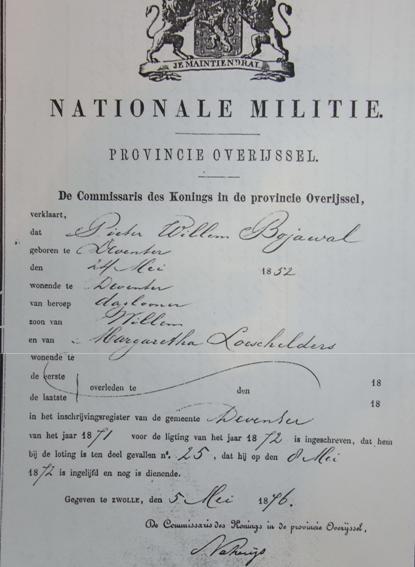 JE MAINTIENDRAI
NATIONALE MILITIE.
PROVINCIE OVERIJSSEL.
De Commissaris des Konings in de provincie Overijssel,
verklaart,
dat Pieter Willem Bojawal
geboren te Deventer
den 24 Mei 1852
wonende te Deventer
van beroep daglooner
zoon van Willem
en van Margaretha Loeschelders
wonende te
de eerste overleden te den 18
de laatste 18
in het inschrijvingsregister van de gemeente Deventer
van het jaar 1871 voor de ligting van het jaar 1872 is ingeschreven, dat hem
bij de loting is ten deel gevallen nº. 25, dat hij op den 8 Mei
1872 is ingelijfd en nog is dienende.
Gegeven te ZWOLLE, den 5 Mei 1876.
De Commissaris des Konings in de provincie Overijssel,